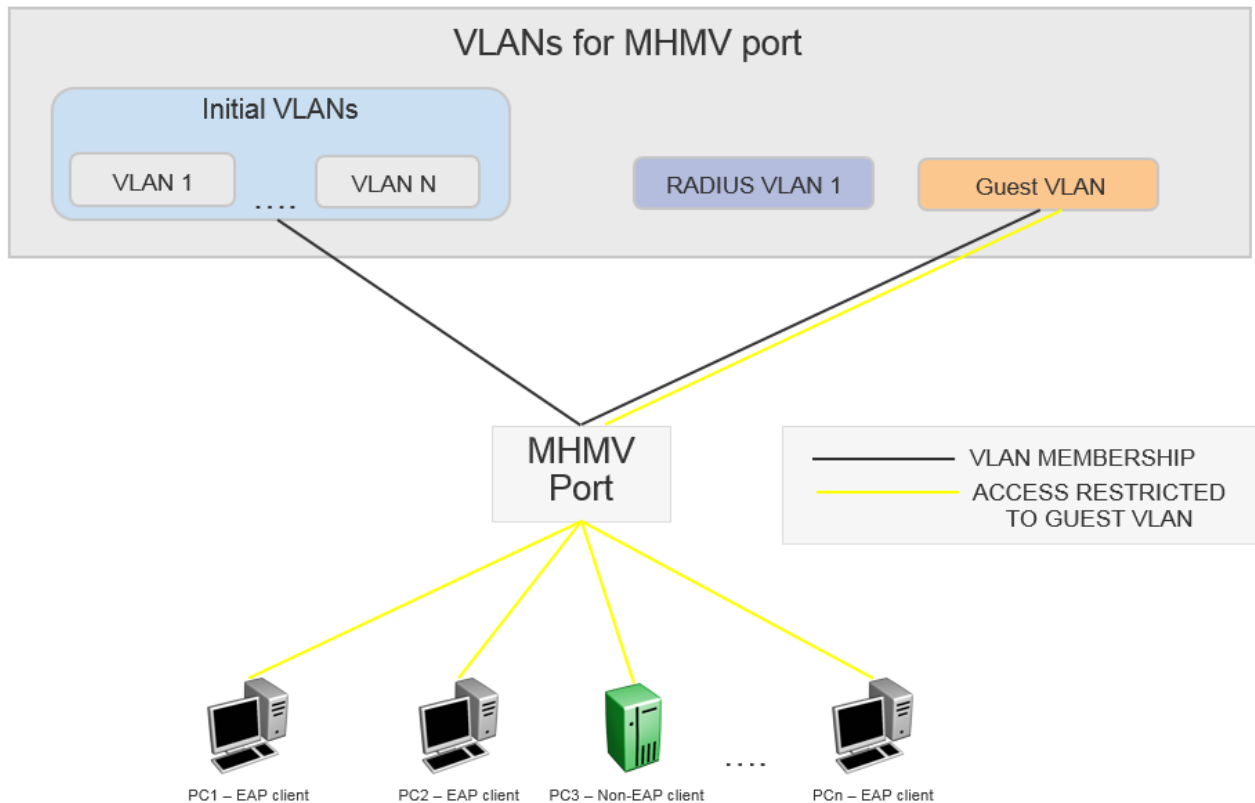 VLANs for MHMV port
Initial VLANs
VLAN 1
....
VLAN N
RADIUS VLAN 1
Guest VLAN
MHMV
Port
VLAN MEMBERSHIP
ACCESS RESTRICTED
TO GUEST VLAN
....
PC1 – EAP client
PC2 – EAP client
PC3 – Non-EAP client
PCn – EAP client